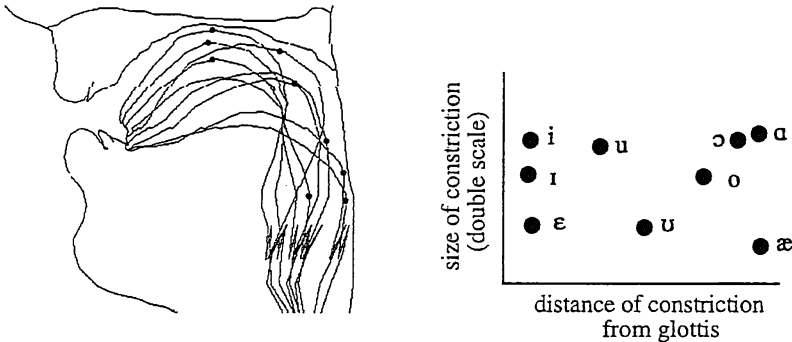 size of constriction
(double scale)
i
u
ɔ
ɑ
ɪ
o
ɛ
ʊ
æ
distance of constriction
from glottis